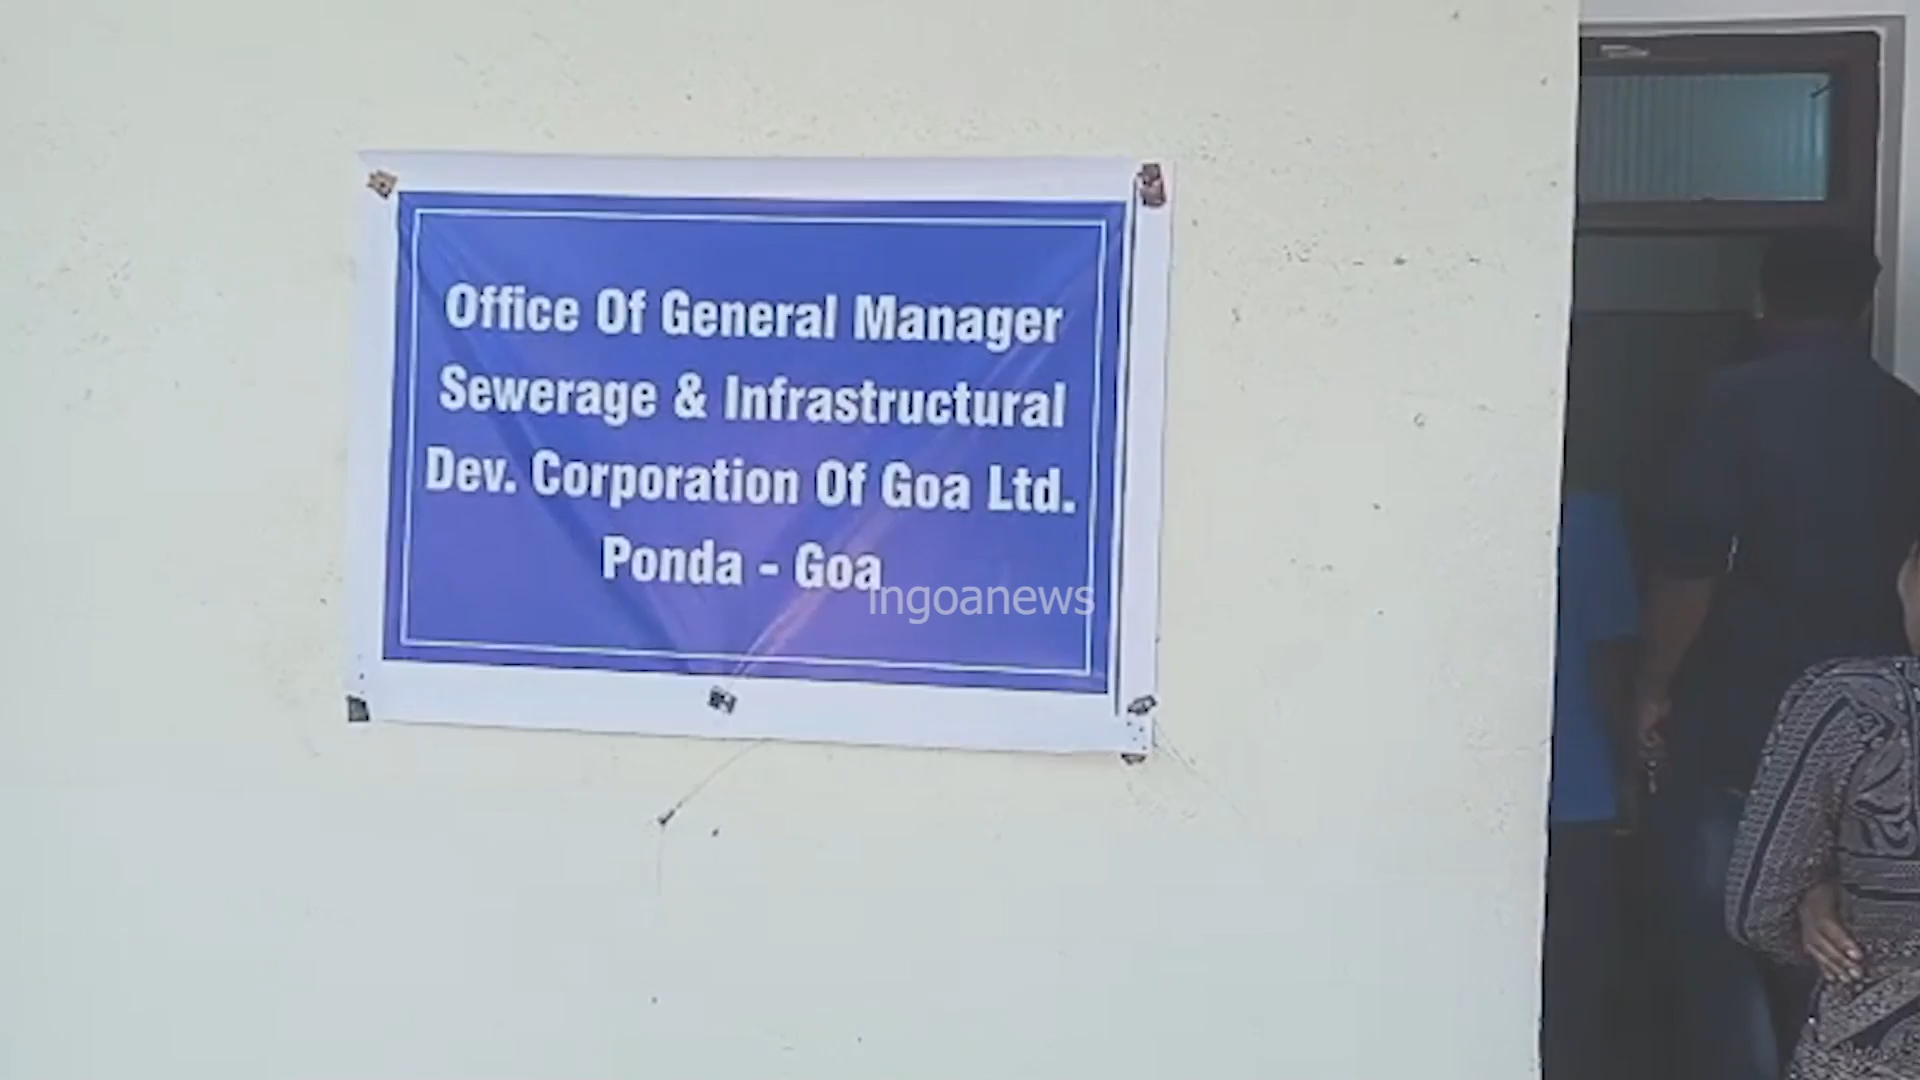 Office Of General Manager
Sewerage & Infrastructural
Dev. Corporation Of Goa Ltd.
Ponda - Goa
ingoanews